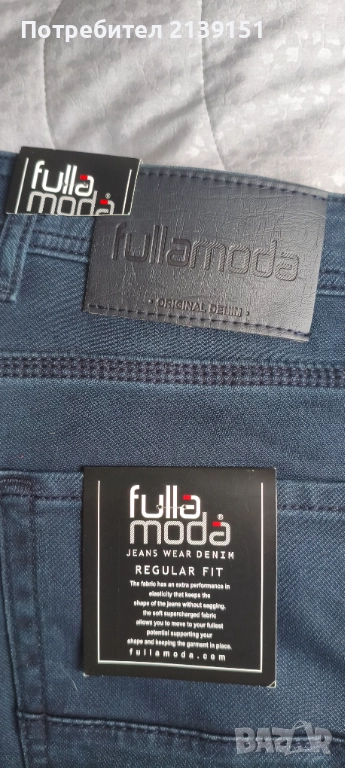 Потребител 2139151
fulla
moda
fullamoda
• ORIGINAL DENIM •
fulla
moda®
JEANS WEAR DENIM
REGULAR FIT
The fabric has an extra performance in
elasticity that keeps the
shape of the jeans without sagging,
the soft supercharged fabric
allows you to move to your fullest
potential supporting your
shape and keeping the garment in place.
fullamoda.com
BAZAR